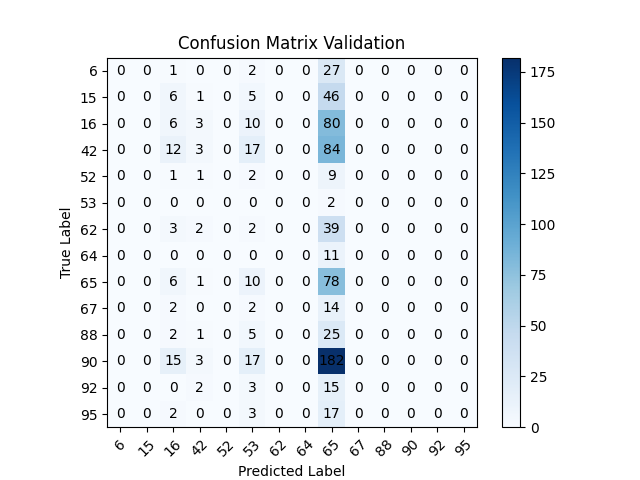 Confusion Matrix Validation
True Label
6 0 0 1 0 0 2 0 0 27 0 0 0 0 0
15 0 0 6 1 0 5 0 0 46 0 0 0 0 0
16 0 0 6 3 0 10 0 0 80 0 0 0 0 0
42 0 0 12 3 0 17 0 0 84 0 0 0 0 0
52 0 0 1 1 0 2 0 0 9 0 0 0 0 0
53 0 0 0 0 0 0 0 0 2 0 0 0 0 0
62 0 0 3 2 0 2 0 0 39 0 0 0 0 0
64 0 0 0 0 0 0 0 0 11 0 0 0 0 0
65 0 0 6 1 0 10 0 0 78 0 0 0 0 0
67 0 0 2 0 0 2 0 0 14 0 0 0 0 0
88 0 0 2 1 0 5 0 0 25 0 0 0 0 0
90 0 0 15 3 0 17 0 0 182 0 0 0 0 0
92 0 0 0 2 0 3 0 0 15 0 0 0 0 0
95 0 0 2 0 0 3 0 0 17 0 0 0 0 0
6 15 16 42 52 53 62 64 65 67 88 90 92 95
Predicted Label
175
150
125
100
75
50
25
0